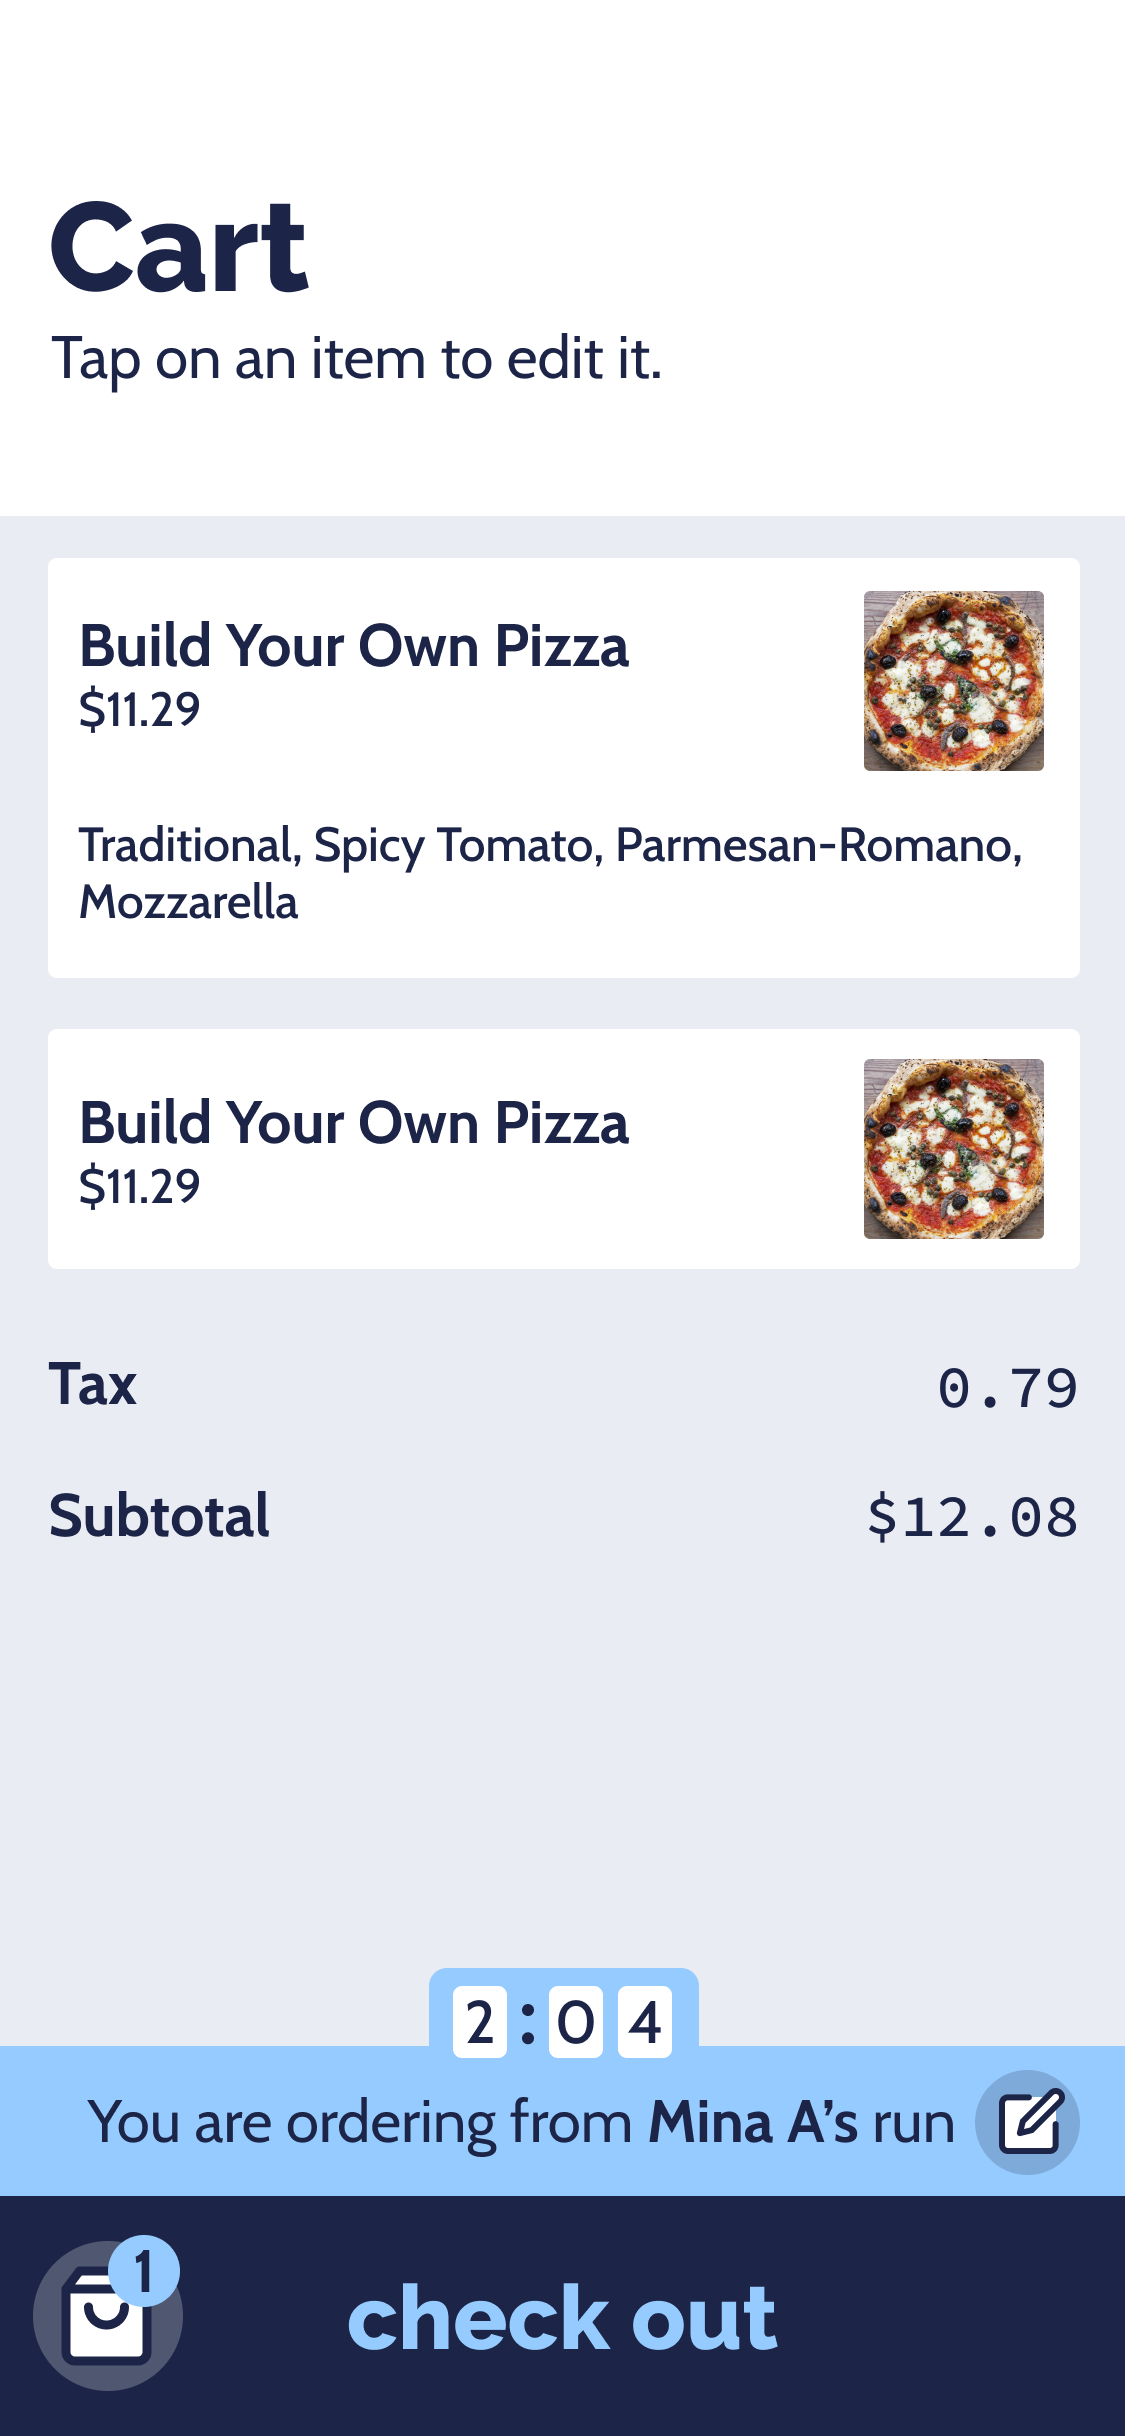 Cart
Tap on an item to edit it.
Build Your Own Pizza
$11.29
Traditional, Spicy Tomato, Parmesan-Romano,
Mozzarella
Build Your Own Pizza
$11.29
Tax 0.79
Subtotal $12.08
2:04
You are ordering from Mina A’s run
1
check out